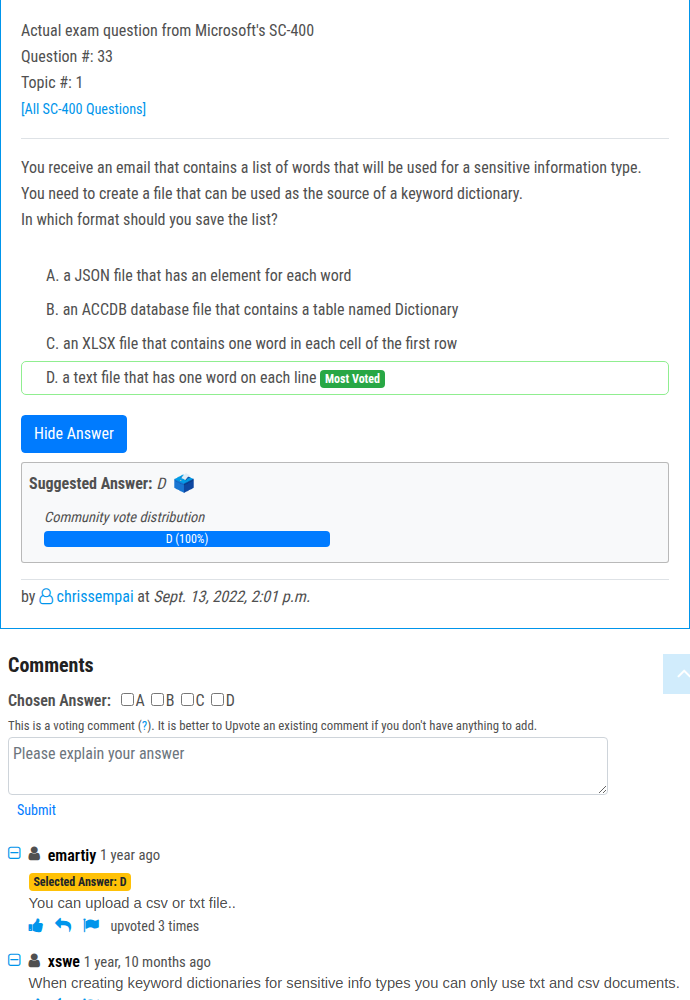 Actual exam question from Microsoft's SC-400
Question #: 33
Topic #: 1
[All SC-400 Questions]
You receive an email that contains a list of words that will be used for a sensitive information type.
You need to create a file that can be used as the source of a keyword dictionary.
In which format should you save the list?
A. a JSON file that has an element for each word
B. an ACCDB database file that contains a table named Dictionary
C. an XLSX file that contains one word in each cell of the first row
D. a text file that has one word on each line Most Voted
Hide Answer
Suggested Answer: D
Community vote distribution
D (100%)
by chrissempai at Sept. 13, 2022, 2:01 p.m.
Comments
Chosen Answer: A B C D
This is a voting comment (?). It is better to Upvote an existing comment if you don't have anything to add.
Please explain your answer
Submit
emartiy 1 year ago
Selected Answer: D
You can upload a csv or txt file..
upvoted 3 times
xswe 1 year, 10 months ago
When creating keyword dictionaries for sensitive info types you can only use txt and csv documents.